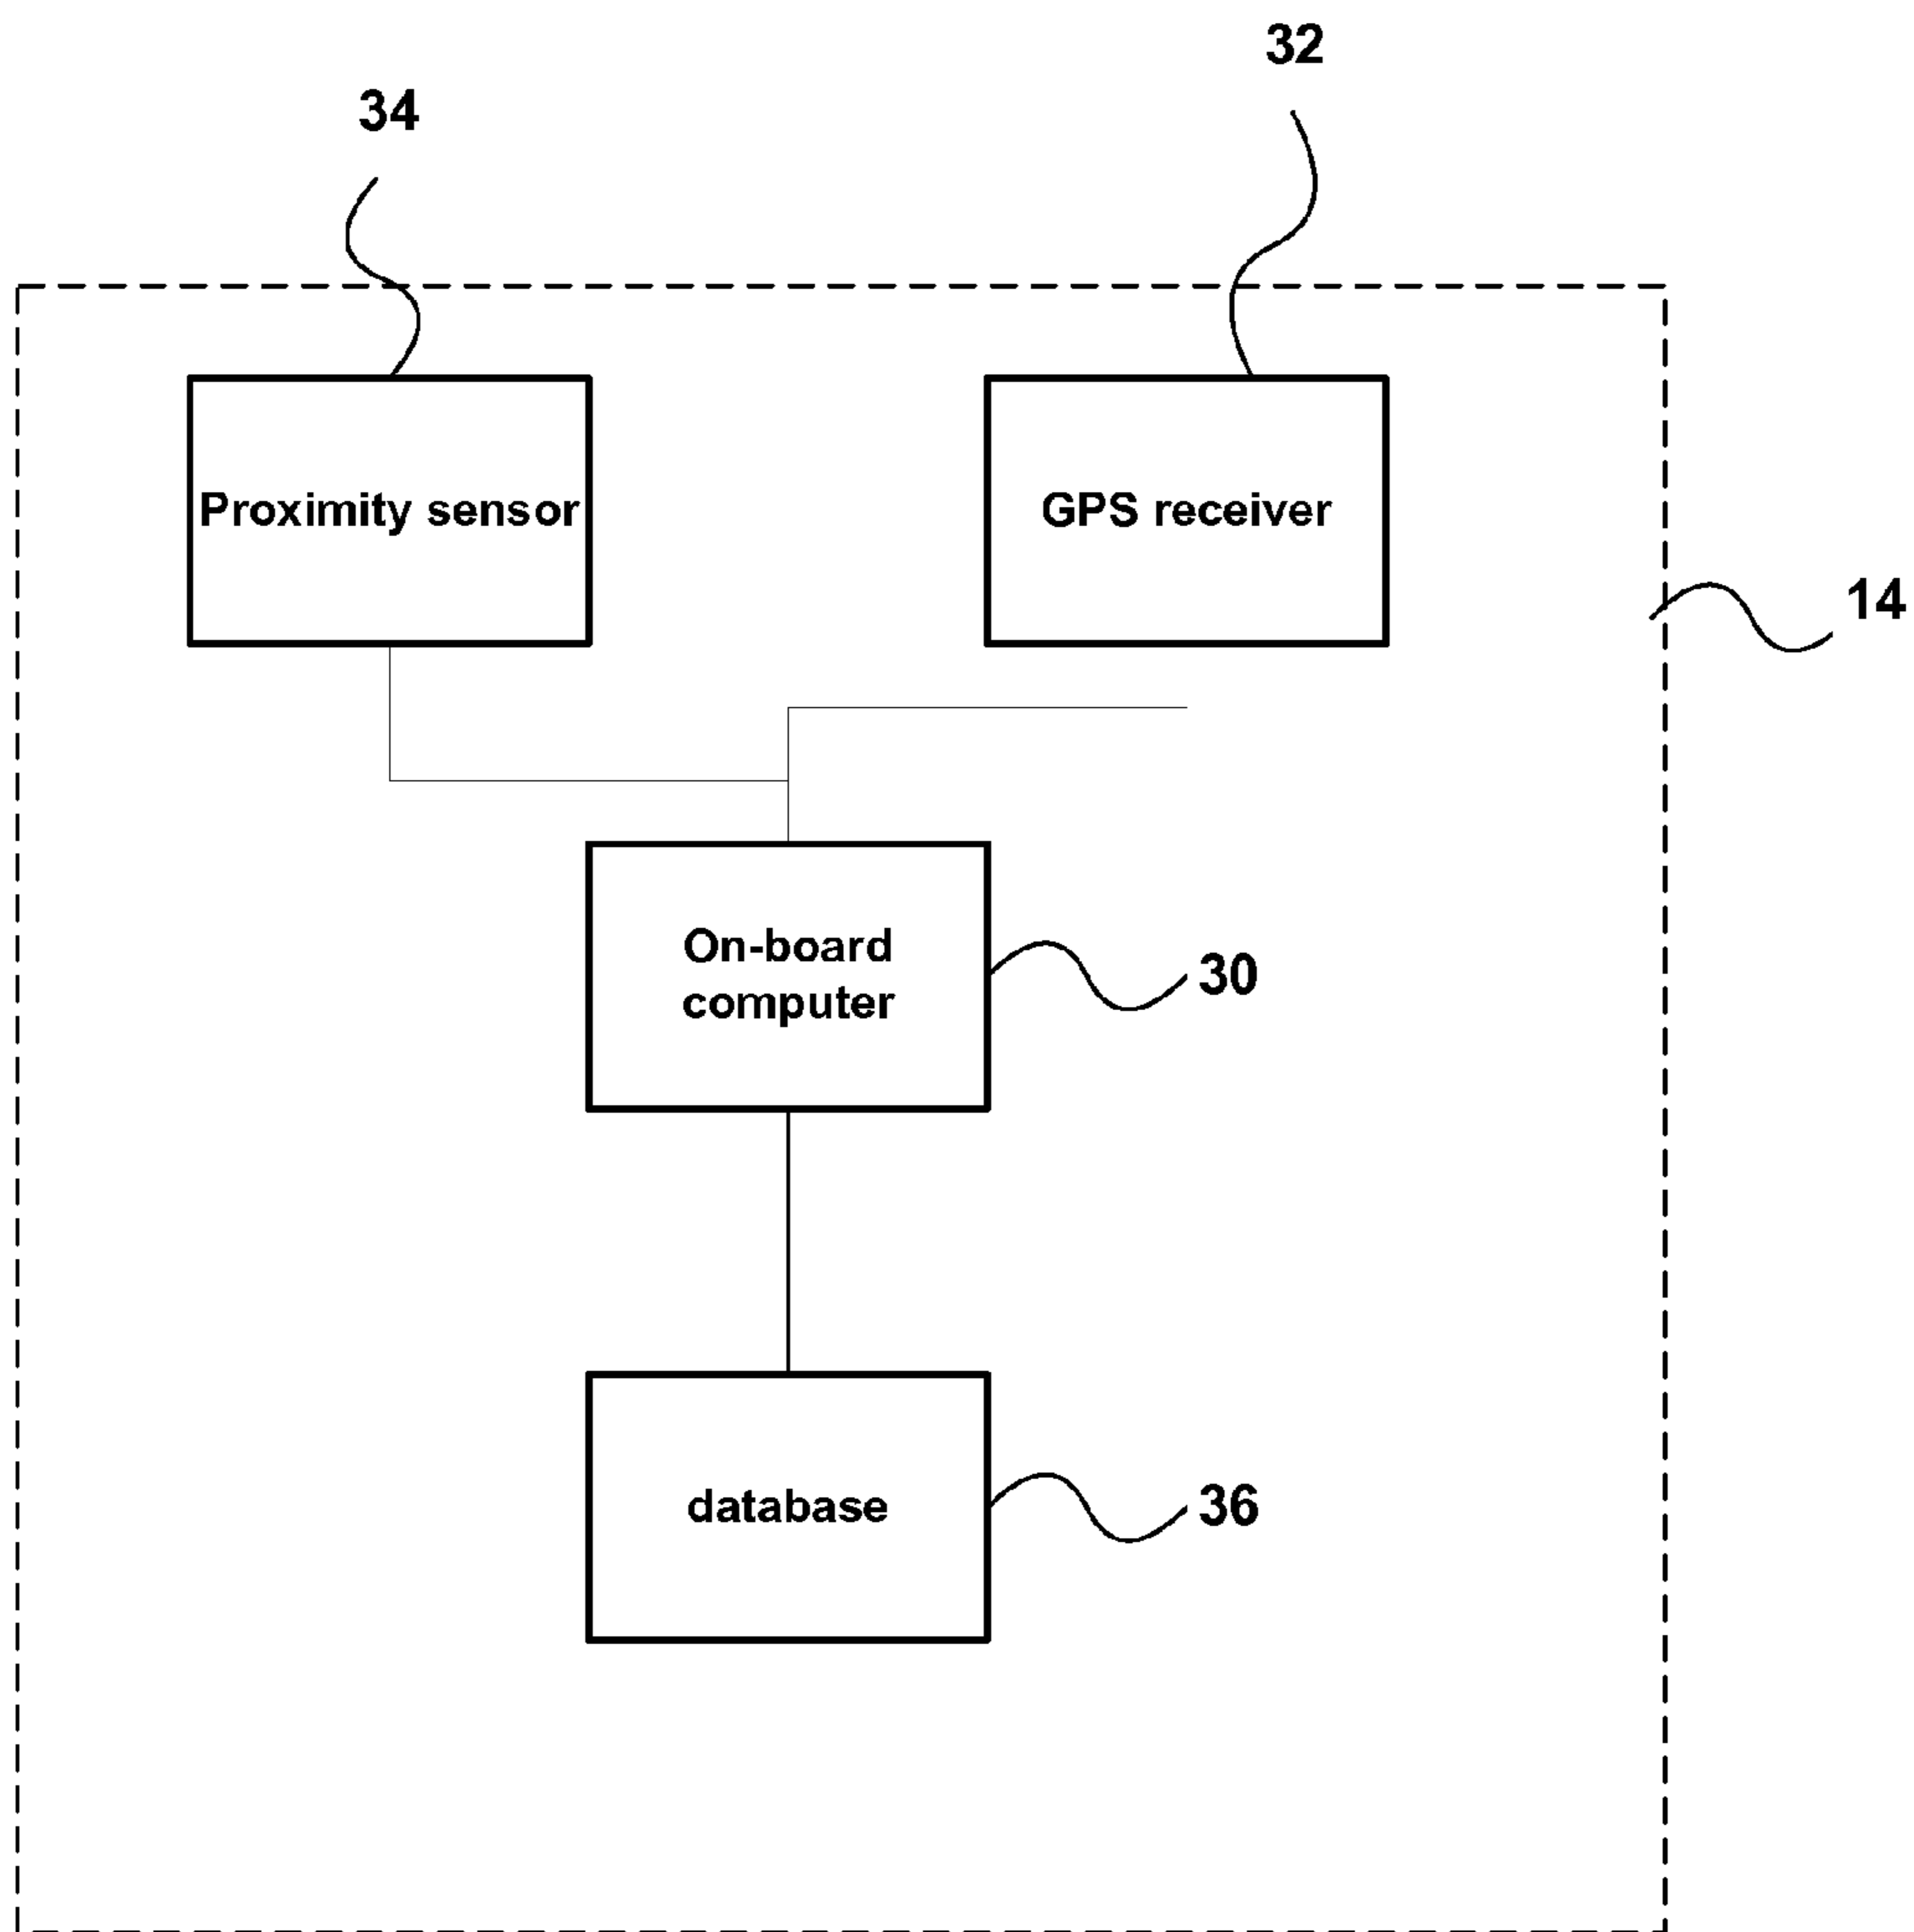 32
34
Proximity sensor
GPS receiver
14
On-board
computer
30
database
36